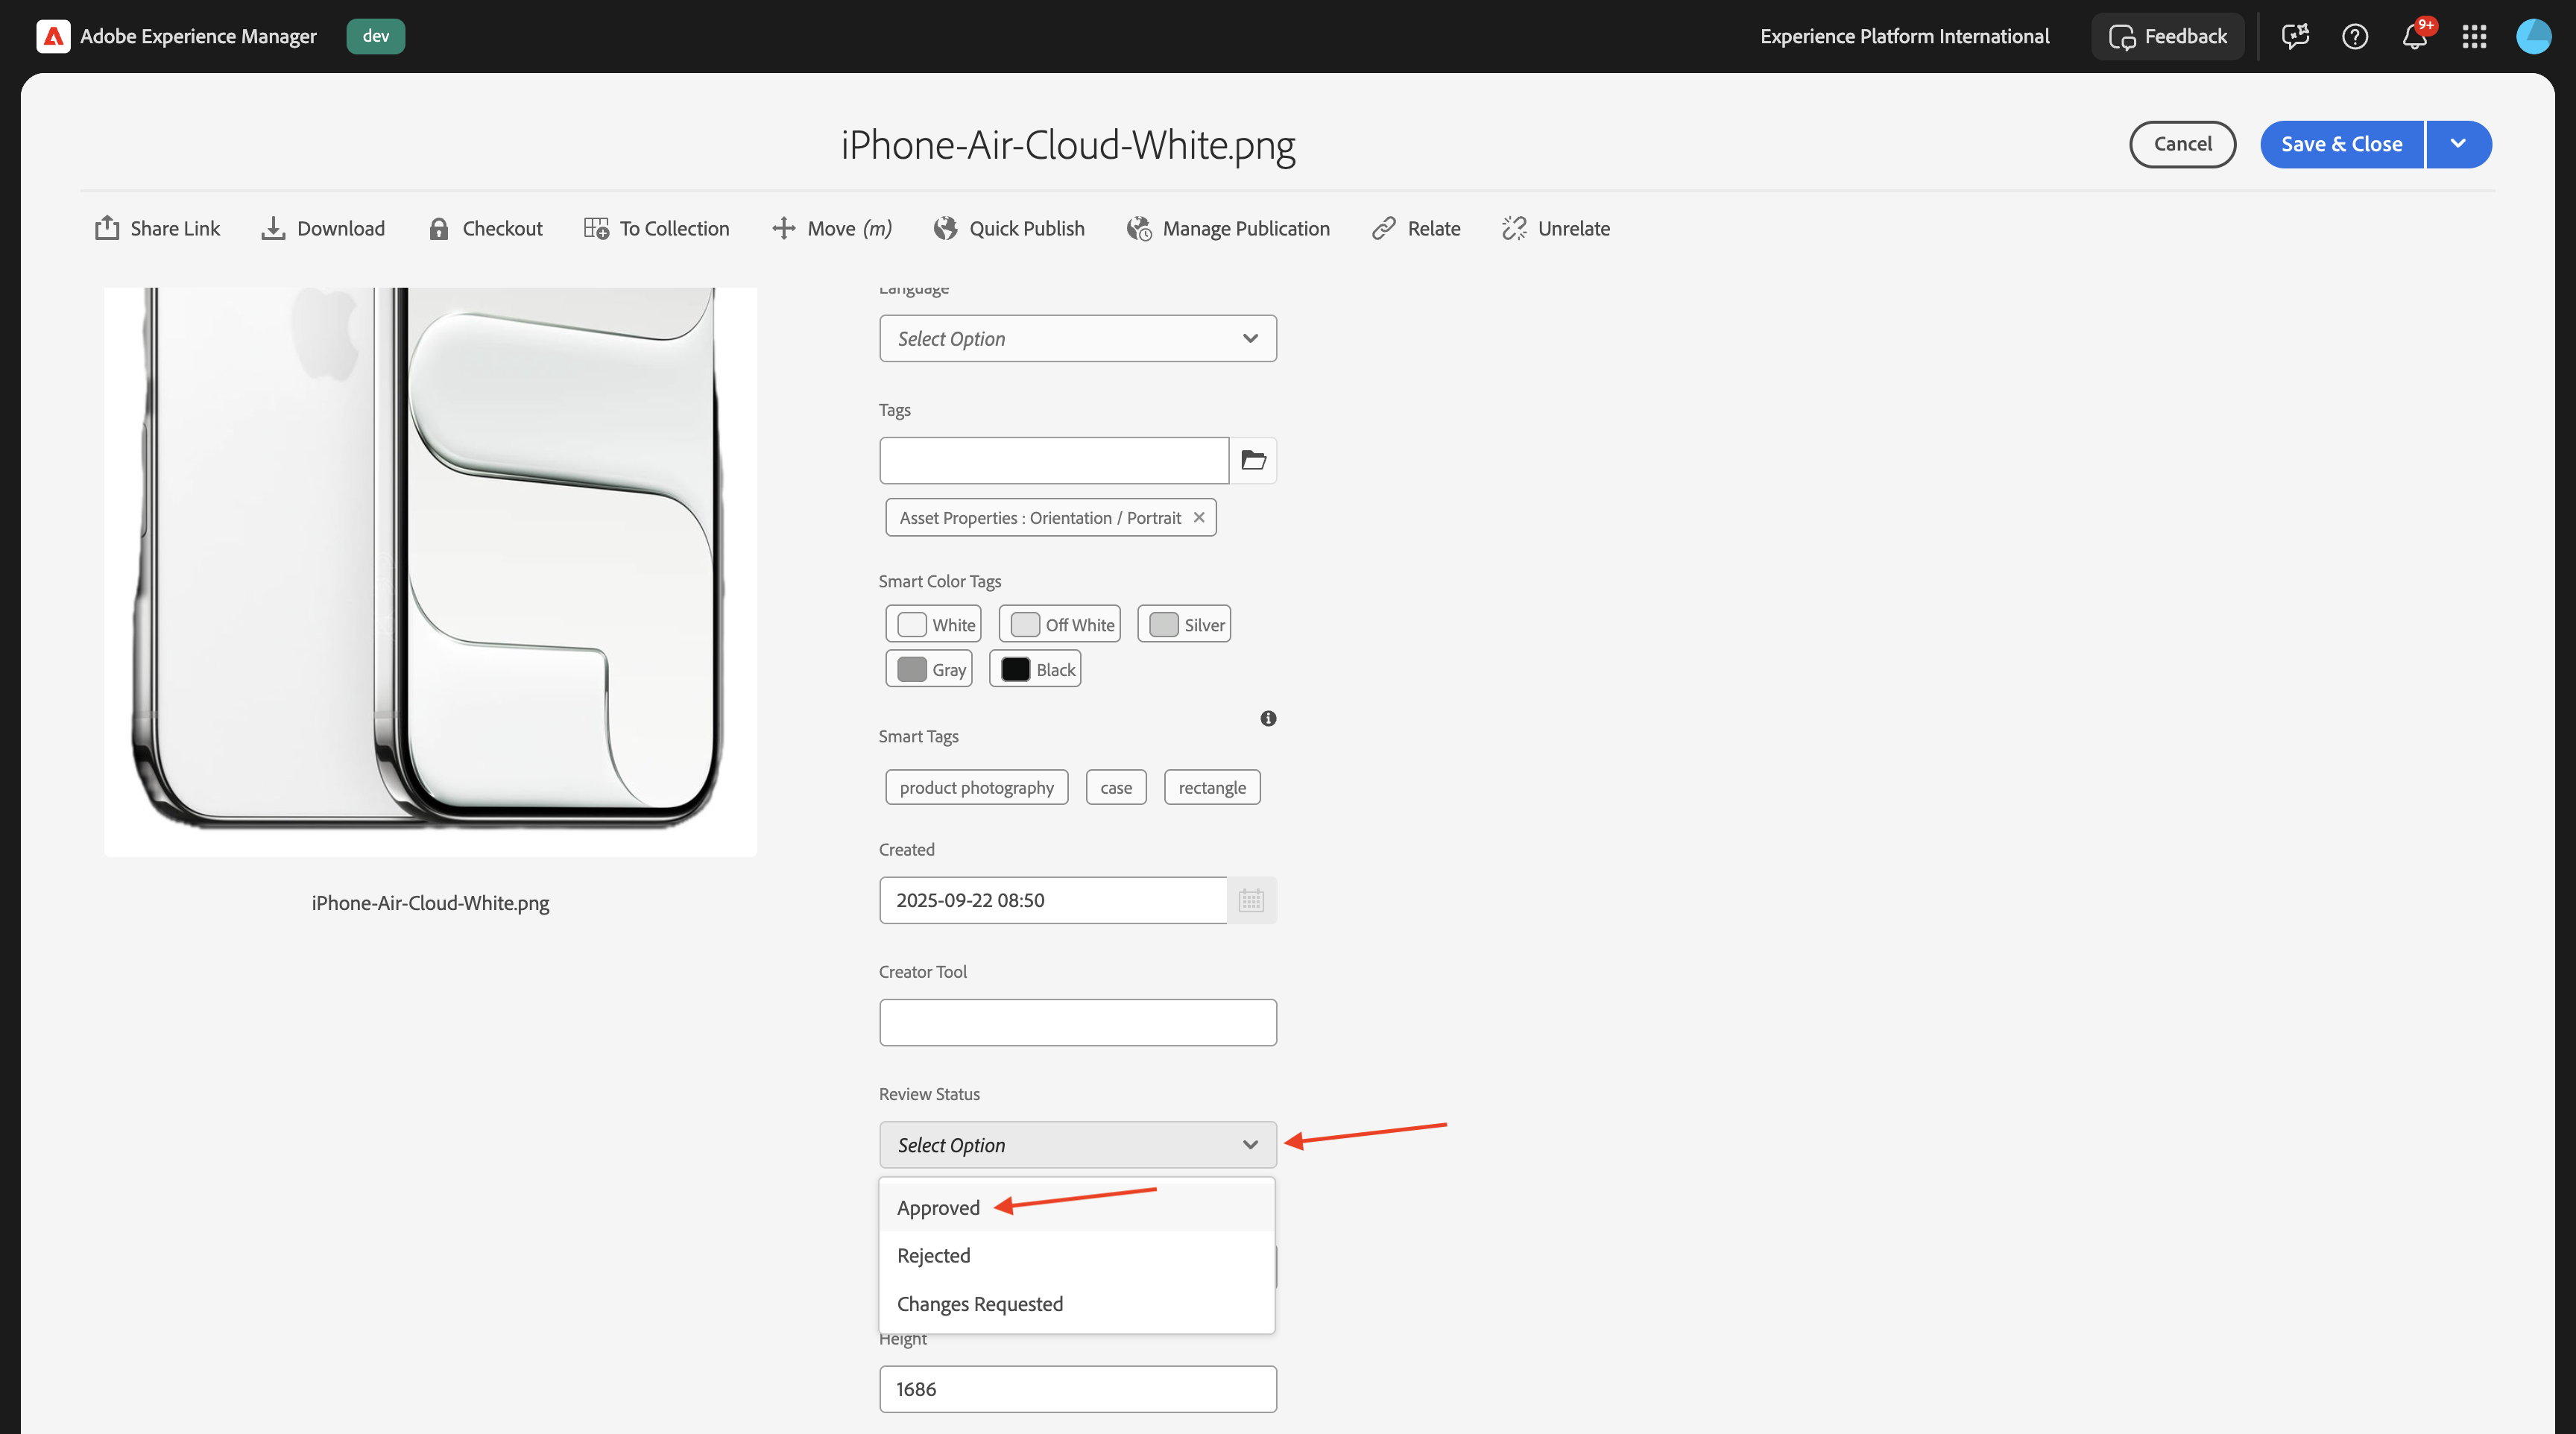 Adobe Experience Manager dev
Experience Platform International Feedback 9+
iPhone-Air-Cloud-White.png
Cancel Save & Close
Share Link Download Checkout To Collection Move (m) Quick Publish Manage Publication Relate Unrelate
Language
Select Option
Tags
Asset Properties : Orientation / Portrait
Smart Color Tags
White Off White Silver
Gray Black
Smart Tags
product photography case rectangle
iPhone-Air-Cloud-White.png
Created
2025-09-22 08:50
Creator Tool
Review Status
Select Option
Approved
Rejected
Changes Requested
Height
1686